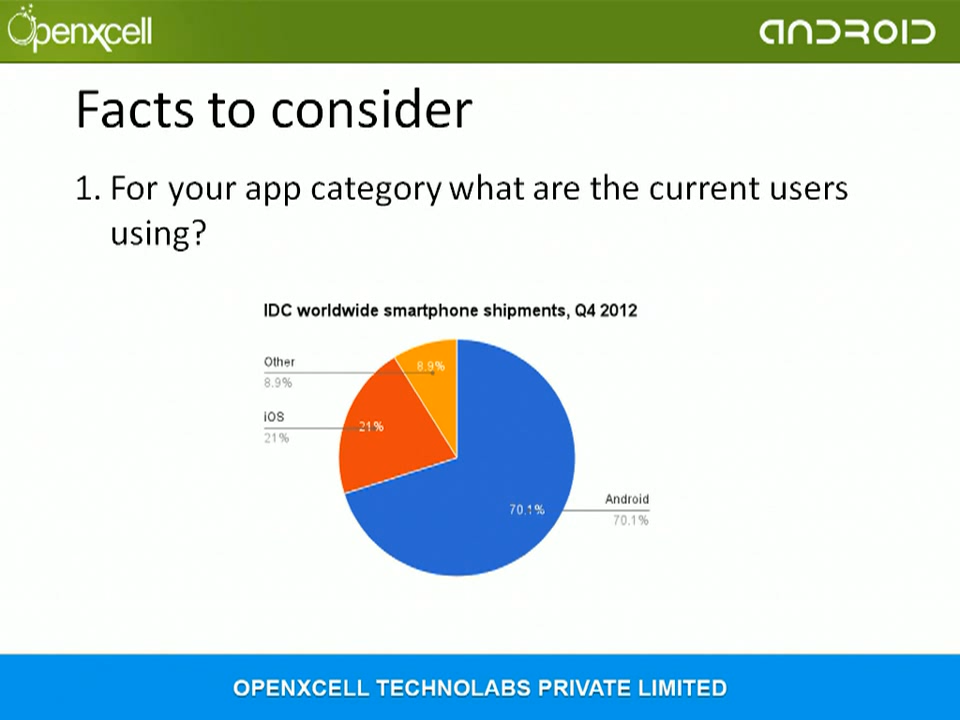 Openxcell
ANDROID
Facts to consider
1. For your app category what are the current users
using?
IDC worldwide smartphone shipments, Q4 2012
Other
8.9%
8.9%
iOS
21%
21%
70.1%
Android
70.1%
OPENXCELL TECHNOLABS PRIVATE LIMITED